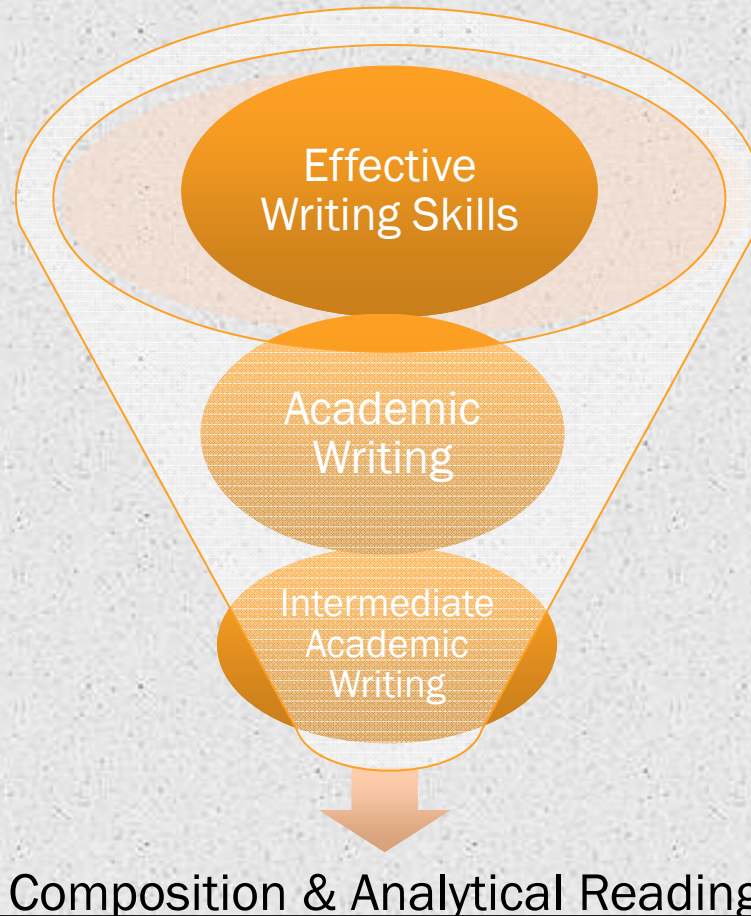 Effective
Writing Skills
Academic
Writing
Intermediate
Academic
Writing
Composition & Analytical Reading